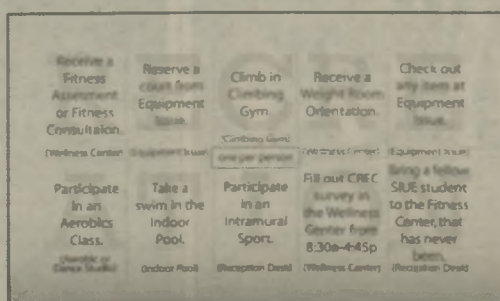 Receive a
Fitness
Assesment
or Fitness
Consultaion.
(Wellness Center)
Reserve a
court from
Equipment
Issue.
(Equipment Issue)
Climb in
Climbing
Gym.
(Climbing Gym)
one per person
Receive a
Weight Room
Orientation.
(Wellness Center)
Check out
any item at
Equipment
Issue.
(Equipment Issue)
Participate
in an
Aerobics
Class.
(Aerobic or
Dance Studio)
Take a
swim in the
Indoor
Pool.
(Indoor Pool)
Participate
in an
Intramural
Sport.
(Reception Desk)
Fill out CREC
survey in
the Wellness
Center from
8:30a-4:45p
(Wellness Center)
Bring a fellow
SIUE student
to the Fitness
Center, that
has never
been.
(Reception Desk)